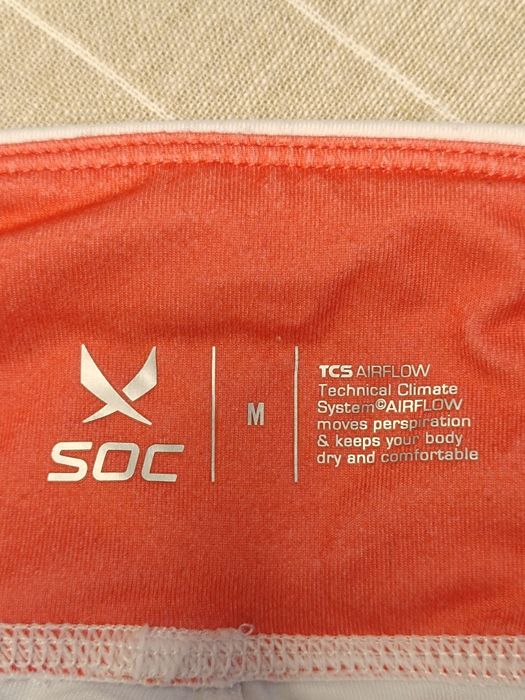 SOC
M
TCS AIRFLOW
Technical Climate
System©AIRFLOW
moves perspiration
& keeps your body
dry and comfortable